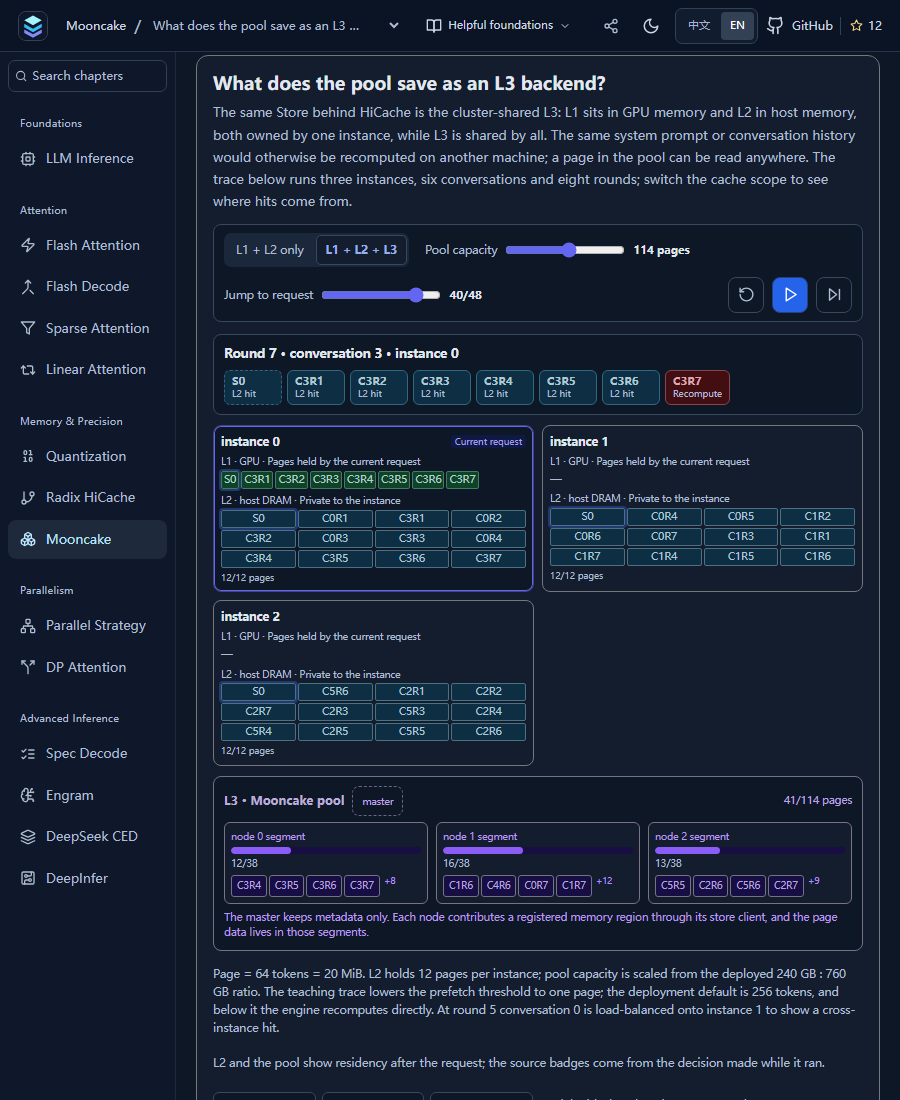 Mooncake / What does the pool save as an L3 ...
Helpful foundations
中文 EN GitHub 12
Search chapters
Foundations
LLM Inference
Attention
Flash Attention
Flash Decode
Sparse Attention
Linear Attention
Memory & Precision
Quantization
Radix HiCache
Mooncake
Parallelism
Parallel Strategy
DP Attention
Advanced Inference
Spec Decode
Engram
DeepSeek CED
DeepInfer
What does the pool save as an L3 backend?
The same Store behind HiCache is the cluster-shared L3: L1 sits in GPU memory and L2 in host memory,
both owned by one instance, while L3 is shared by all. The same system prompt or conversation history
would otherwise be recomputed on another machine; a page in the pool can be read anywhere. The
trace below runs three instances, six conversations and eight rounds; switch the cache scope to see
where hits come from.
L1 + L2 only L1 + L2 + L3 Pool capacity 114 pages
Jump to request 40/48
Round 7 • conversation 3 • instance 0
S0 C3R1 C3R2 C3R3 C3R4 C3R5 C3R6 C3R7
L2 hit L2 hit L2 hit L2 hit L2 hit L2 hit L2 hit Recompute
instance 0 Current request
L1 · GPU · Pages held by the current request
S0 C3R1 C3R2 C3R3 C3R4 C3R5 C3R6 C3R7
L2 · host DRAM · Private to the instance
S0 C0R1 C3R1 C0R2
C3R2 C0R3 C3R3 C0R4
C3R4 C3R5 C3R6 C3R7
12/12 pages
instance 1
L1 · GPU · Pages held by the current request
—
L2 · host DRAM · Private to the instance
S0 C0R4 C0R5 C1R2
C0R6 C0R7 C1R3 C1R1
C1R7 C1R4 C1R5 C1R6
12/12 pages
instance 2
L1 · GPU · Pages held by the current request
—
L2 · host DRAM · Private to the instance
S0 C5R6 C2R1 C2R2
C2R7 C2R3 C5R3 C2R4
C5R4 C2R5 C5R5 C2R6
12/12 pages
L3 • Mooncake pool master 41/114 pages
node 0 segment
12/38
C3R4 C3R5 C3R6 C3R7 +8
node 1 segment
16/38
C1R6 C4R6 C0R7 C1R7 +12
node 2 segment
13/38
C5R5 C2R6 C5R6 C2R7 +9
The master keeps metadata only. Each node contributes a registered memory region through its store client, and the page
data lives in those segments.
Page = 64 tokens = 20 MiB. L2 holds 12 pages per instance; pool capacity is scaled from the deployed 240 GB : 760
GB ratio. The teaching trace lowers the prefetch threshold to one page; the deployment default is 256 tokens, and
below it the engine recomputes directly. At round 5 conversation 0 is load-balanced onto instance 1 to show a cross-
instance hit.
L2 and the pool show residency after the request; the source badges come from the decision made while it ran.